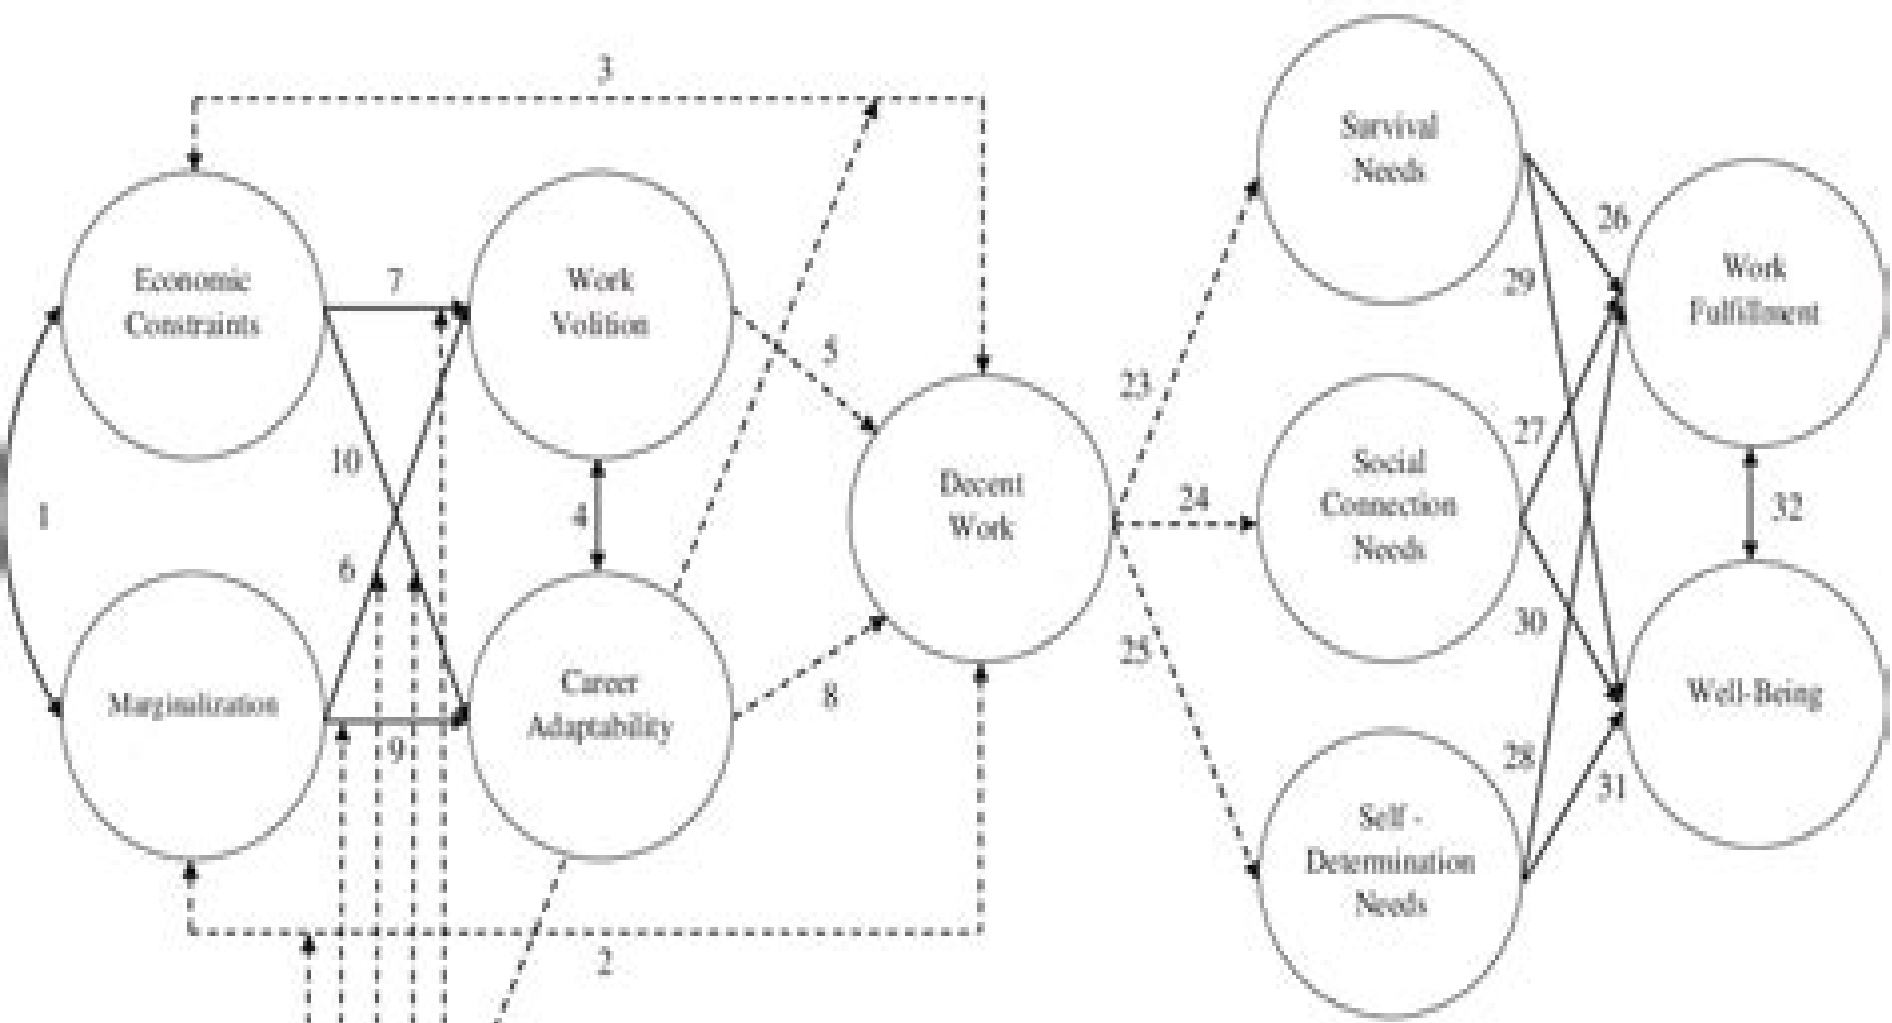 3
Survival
Needs
26
Economic
Constraints
7
Work
Volition
29
Work
Fulfillment
5
23
10
27
1
4
Decent
Work
24
Social
Connection
Needs
32
6
30
25
Marginalization
9
Career
Adaptability
8
Well-Being
28
31
Self -
Determination
Needs
2